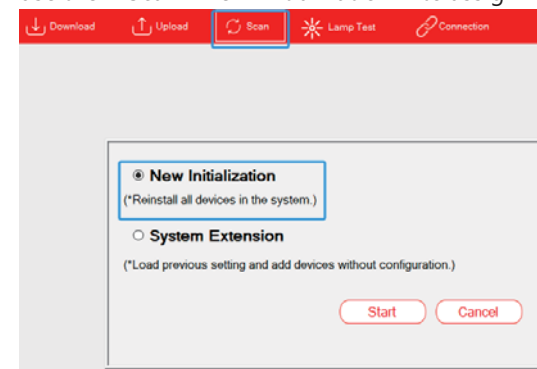 Download Upload Scan Lamp Test Connection
New Initialization
(*Reinstall all devices in the system.)
System Extension
(*Load previous setting and add devices without configuration.)
Start Cancel